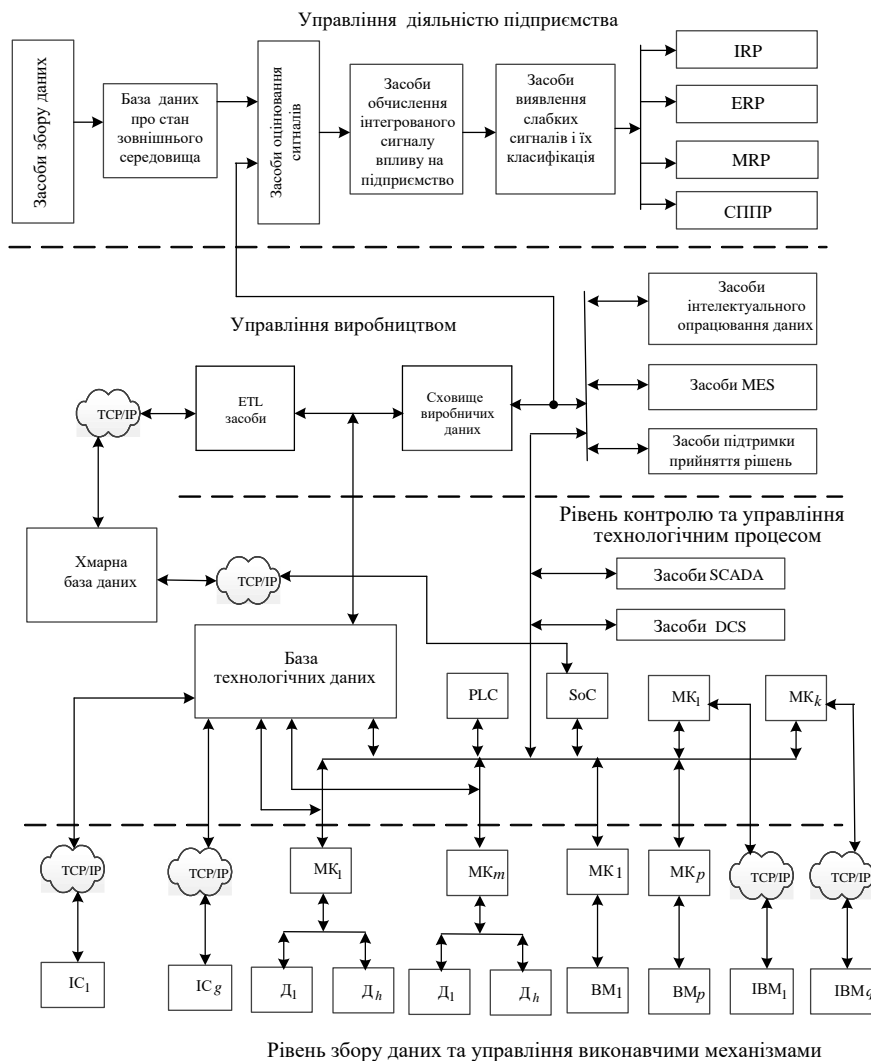 Управління діяльністю підприємства
Засоби збору даних
База даних
про стан
зовнішнього
середовища
Засоби оцінювання
сигналів
Засоби
обчислення
інтегрованого
сигналу
впливу на
підприємство
Засоби
виявлення
слабких
сигналів і їх
класифікація
IRP
ERP
MRP
СППР
Управління виробництвом
Засоби
інтелектуального
опрацювання даних
TCP/IP
ETL
засоби
Сховище
виробничих
даних
Засоби MES
Засоби підтримки
прийняття рішень
Рівень контролю та управління
технологічним процесом
Хмарна
база даних
TCP/IP
Засоби SCADA
Засоби DCS
База
технологічних даних
PLC
SoC
МК1
МКk
TCP/IP
TCP/IP
МК1
МКm
МК1
МКp
TCP/IP
TCP/IP
ІС1
ІСg
Д1
Дh
Д1
Дh
ВМ1
ВМp
ІВМ1
ІВМq
Рівень збору даних та управління виконавчими механізмами